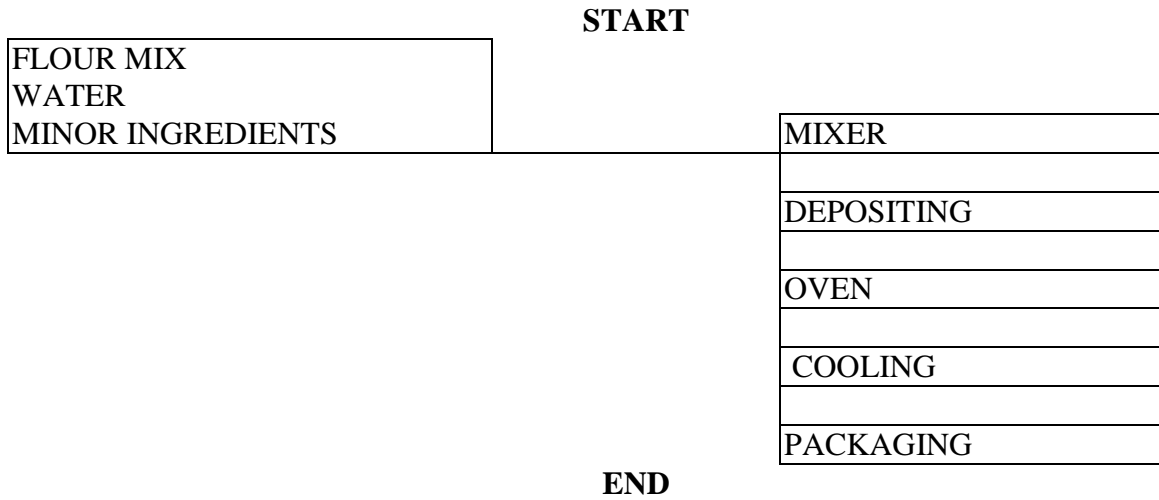 START
FLOUR MIX
WATER
MINOR INGREDIENTS
MIXER
DEPOSITING
OVEN
COOLING
PACKAGING
END